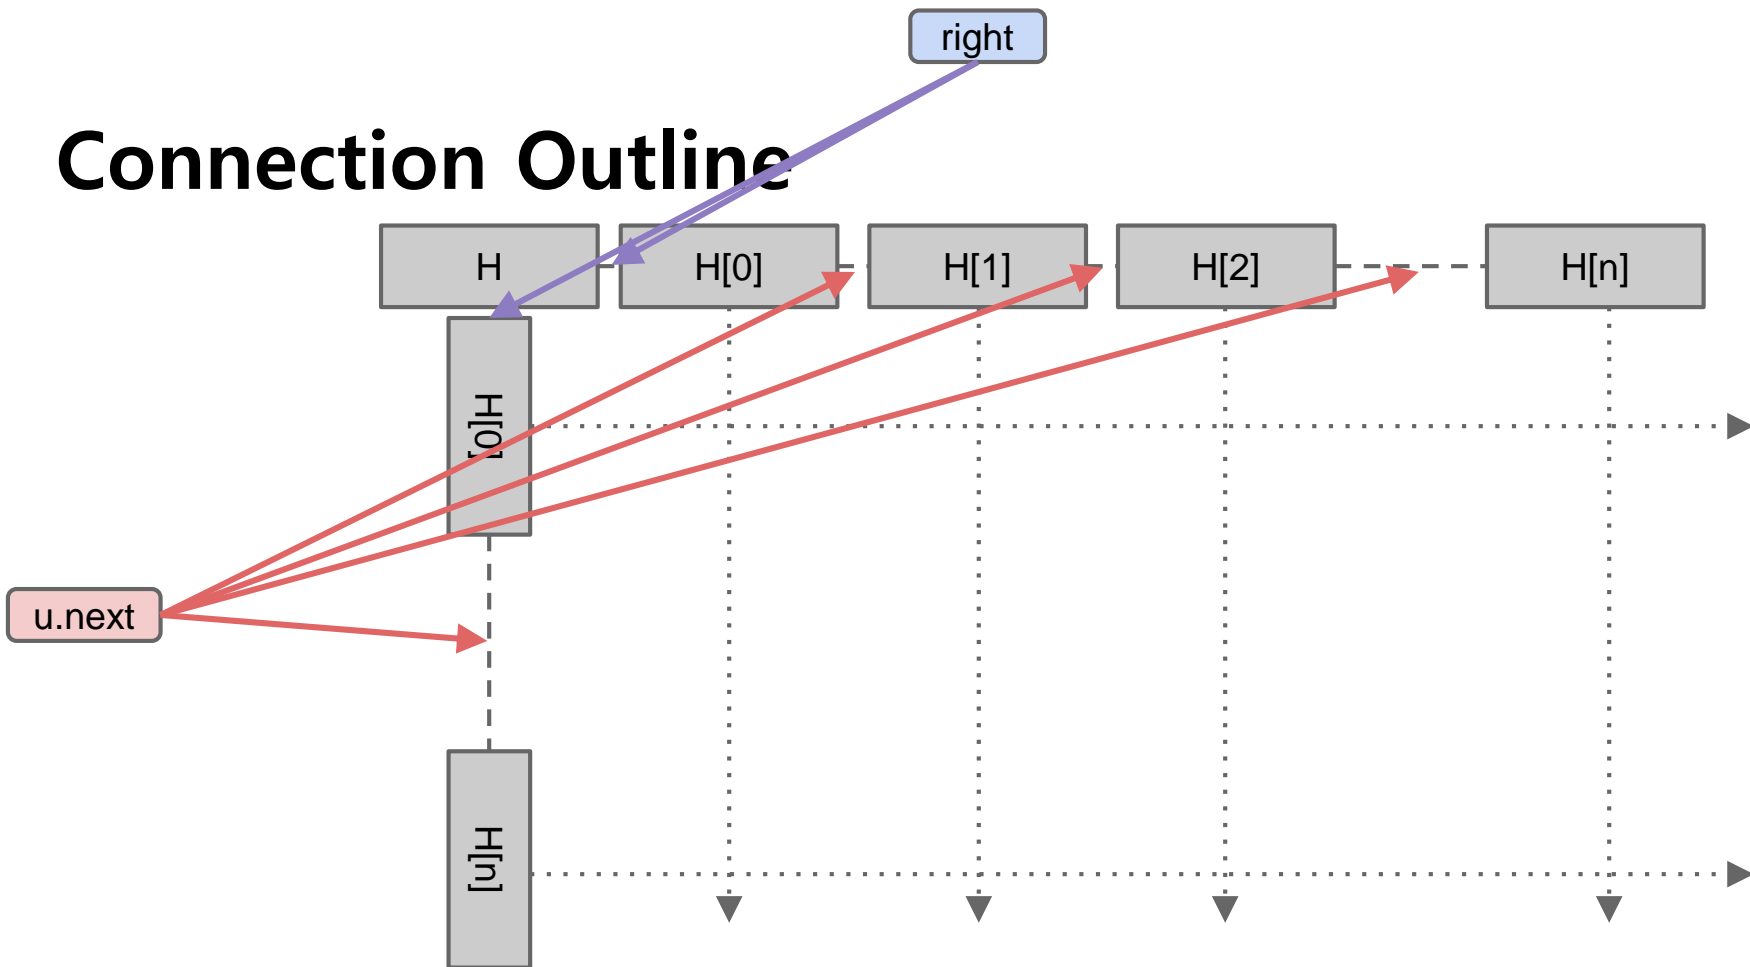 right
Connection Outline
H
H[0]
H[1]
H[2]
H[n]
H[0]
u.next
H[n]